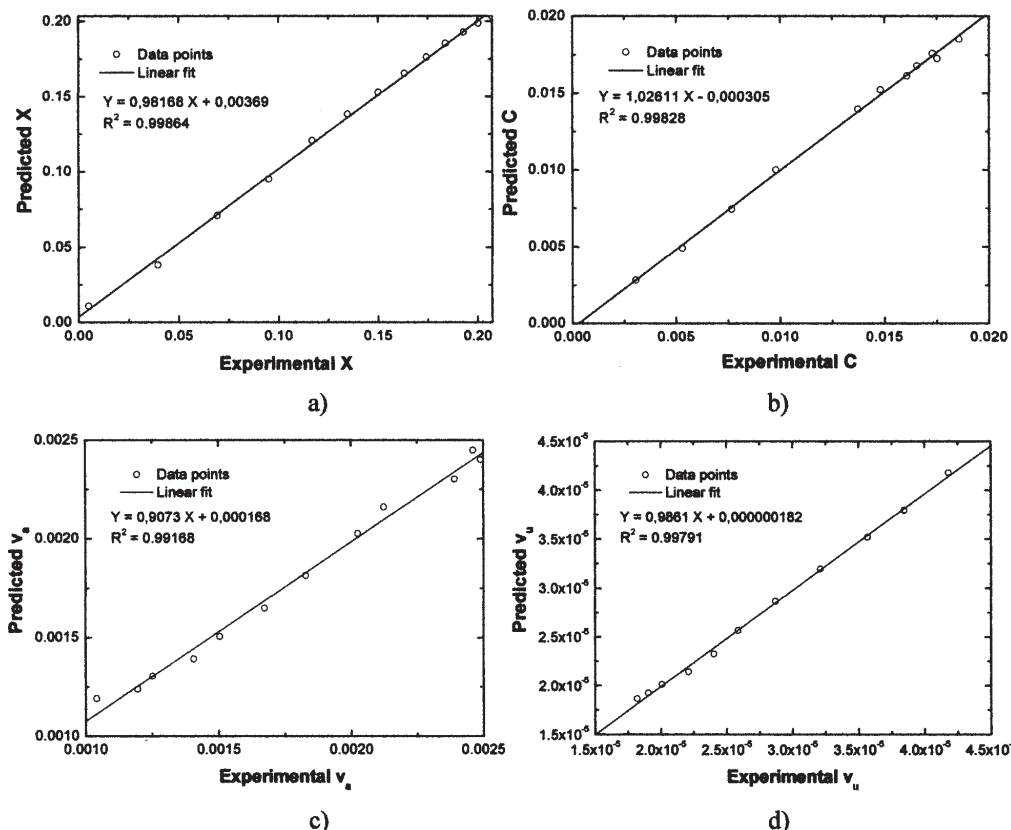 0.20
0.15
0.10
0.05
0.00
Predicted X
Data points
Linear fit
Y = 0,98168 X + 0,00369
R² = 0.99864
0.00 0.05 0.10 0.15 0.20
Experimental X
a)
0.020
0.015
0.010
0.005
0.000
Predicted C
Data points
Linear fit
Y = 1,02611 X - 0,000305
R² = 0.99828
0.000 0.005 0.010 0.015 0.020
Experimental C
b)
0.0025
0.0020
0.0015
0.0010
Predicted vₐ
Data points
Linear fit
Y = 0,9073 X + 0,000168
R² = 0.99168
0.0010 0.0015 0.0020 0.0025
Experimental vₐ
c)
4.5x10⁻⁵
4.0x10⁻⁵
3.5x10⁻⁵
3.0x10⁻⁵
2.5x10⁻⁵
2.0x10⁻⁵
1.5x10⁻⁵
Predicted vᵤ
Data points
Linear fit
Y = 0,9861 X + 0,000000182
R² = 0.99791
1.5x10⁻⁵ 2.0x10⁻⁵ 2.5x10⁻⁵ 3.0x10⁻⁵ 3.5x10⁻⁵ 4.0x10⁻⁵
Experimental vᵤ
d)